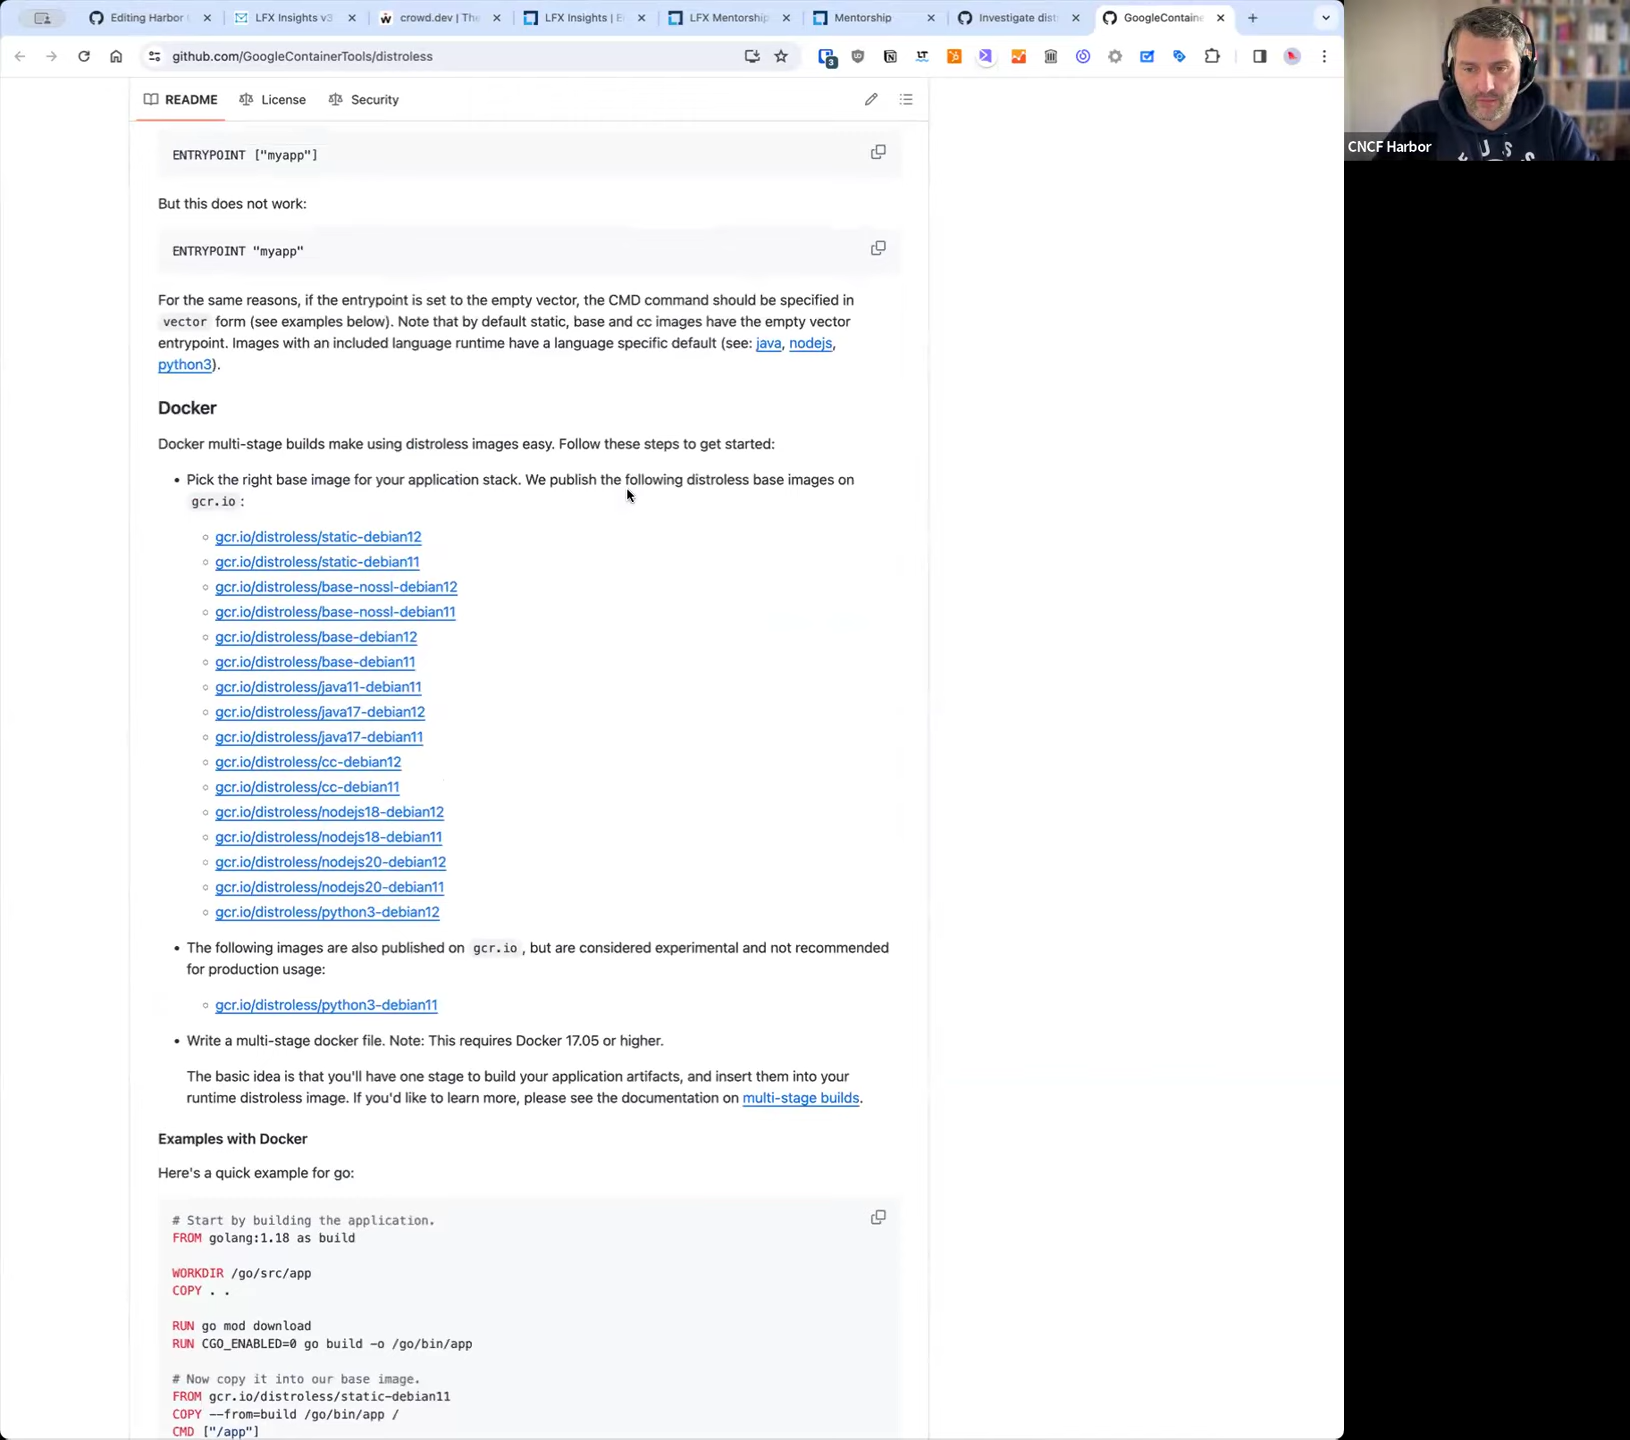 Editing Harbor
LFX Insights v3
crowd.dev | The
LFX Insights | E
LFX Mentorship
Mentorship
Investigate dist
GoogleContaine
github.com/GoogleContainerTools/distroless
3
README
License
Security
ENTRYPOINT ["myapp"]
But this does not work:
ENTRYPOINT "myapp"
For the same reasons, if the entrypoint is set to the empty vector, the CMD command should be specified in
vector form (see examples below). Note that by default static, base and cc images have the empty vector
entrypoint. Images with an included language runtime have a language specific default (see: java, nodejs,
python3).
Docker
Docker multi-stage builds make using distroless images easy. Follow these steps to get started:
• Pick the right base image for your application stack. We publish the following distroless base images on
gcr.io :
gcr.io/distroless/static-debian12
gcr.io/distroless/static-debian11
gcr.io/distroless/base-nossl-debian12
gcr.io/distroless/base-nossl-debian11
gcr.io/distroless/base-debian12
gcr.io/distroless/base-debian11
gcr.io/distroless/java11-debian11
gcr.io/distroless/java17-debian12
gcr.io/distroless/java17-debian11
gcr.io/distroless/cc-debian12
gcr.io/distroless/cc-debian11
gcr.io/distroless/nodejs18-debian12
gcr.io/distroless/nodejs18-debian11
gcr.io/distroless/nodejs20-debian12
gcr.io/distroless/nodejs20-debian11
gcr.io/distroless/python3-debian12
• The following images are also published on gcr.io , but are considered experimental and not recommended
for production usage:
gcr.io/distroless/python3-debian11
• Write a multi-stage docker file. Note: This requires Docker 17.05 or higher.
The basic idea is that you'll have one stage to build your application artifacts, and insert them into your
runtime distroless image. If you'd like to learn more, please see the documentation on multi-stage builds.
Examples with Docker
Here's a quick example for go:
# Start by building the application.
FROM golang:1.18 as build
WORKDIR /go/src/app
COPY . .
RUN go mod download
RUN CGO_ENABLED=0 go build -o /go/bin/app
# Now copy it into our base image.
FROM gcr.io/distroless/static-debian11
COPY --from=build /go/bin/app /
CMD ["/app"]
CNCF Harbor